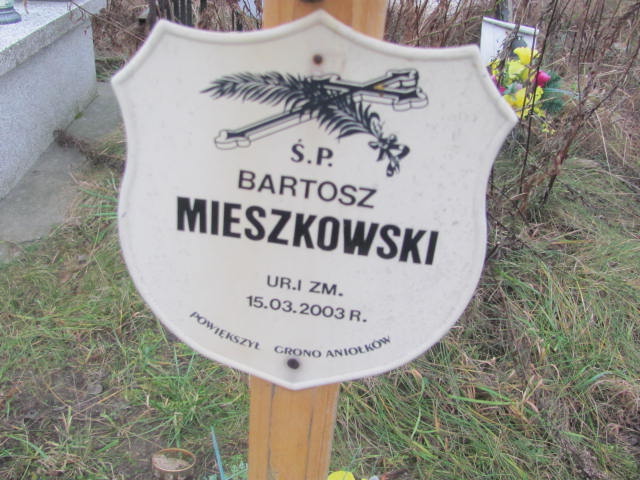 Ś.P.
BARTOSZ
MIESZKOWSKI
UR.I ZM.
15.03.2003 R.
POWIĘKSZYŁ GRONO ANIOŁKÓW